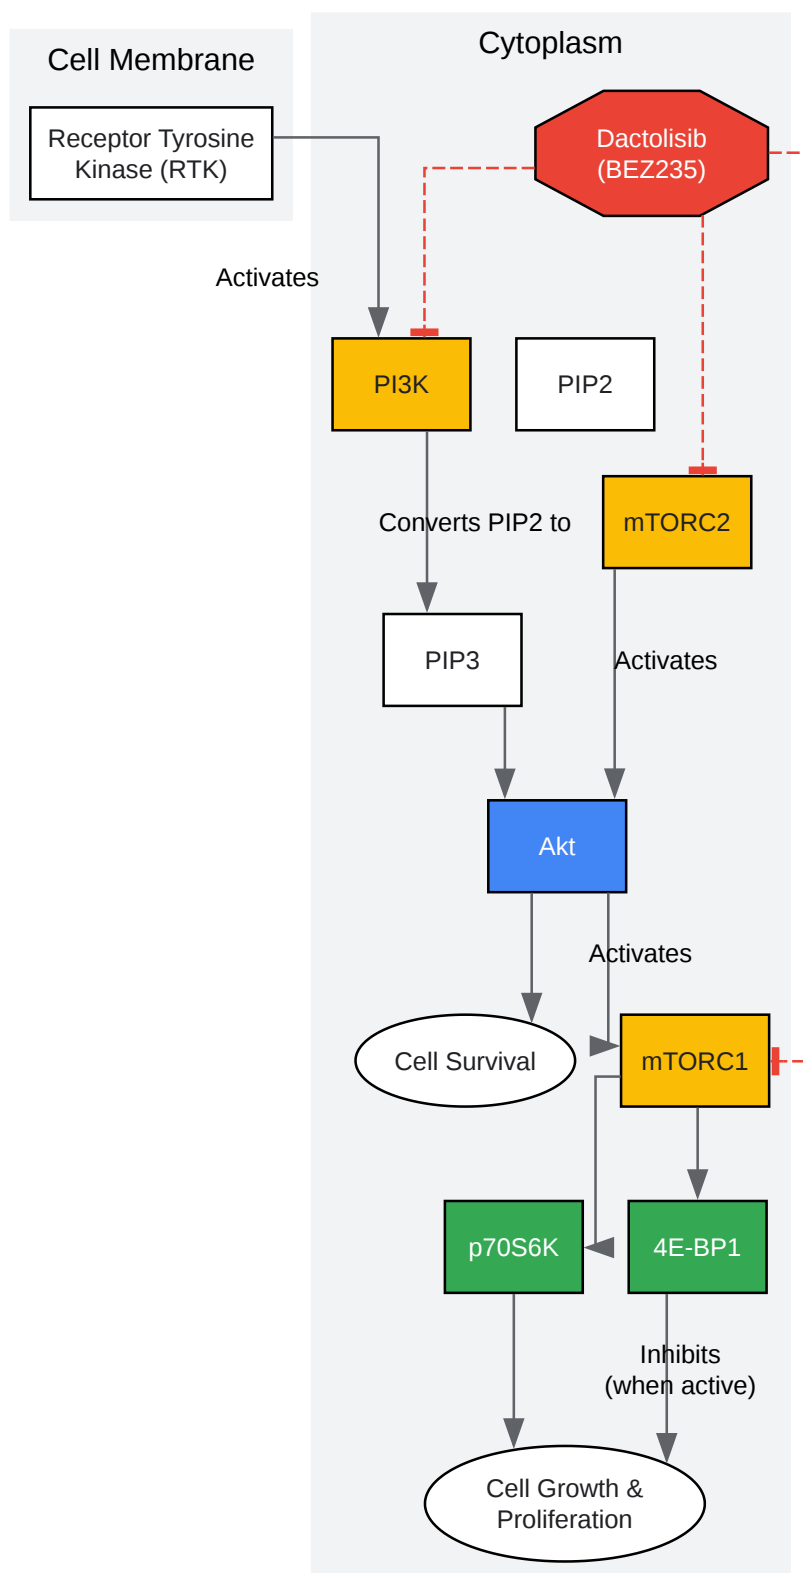 Cell Membrane
Cytoplasm
Receptor Tyrosine
Kinase (RTK)
Dactolisib
(BEZ235)
Activates
PI3K
PIP2
Converts PIP2 to
mTORC2
PIP3
Activates
Akt
Activates
Cell Survival
mTORC1
p70S6K
4E-BP1
Inhibits
(when active)
Cell Growth &
Proliferation